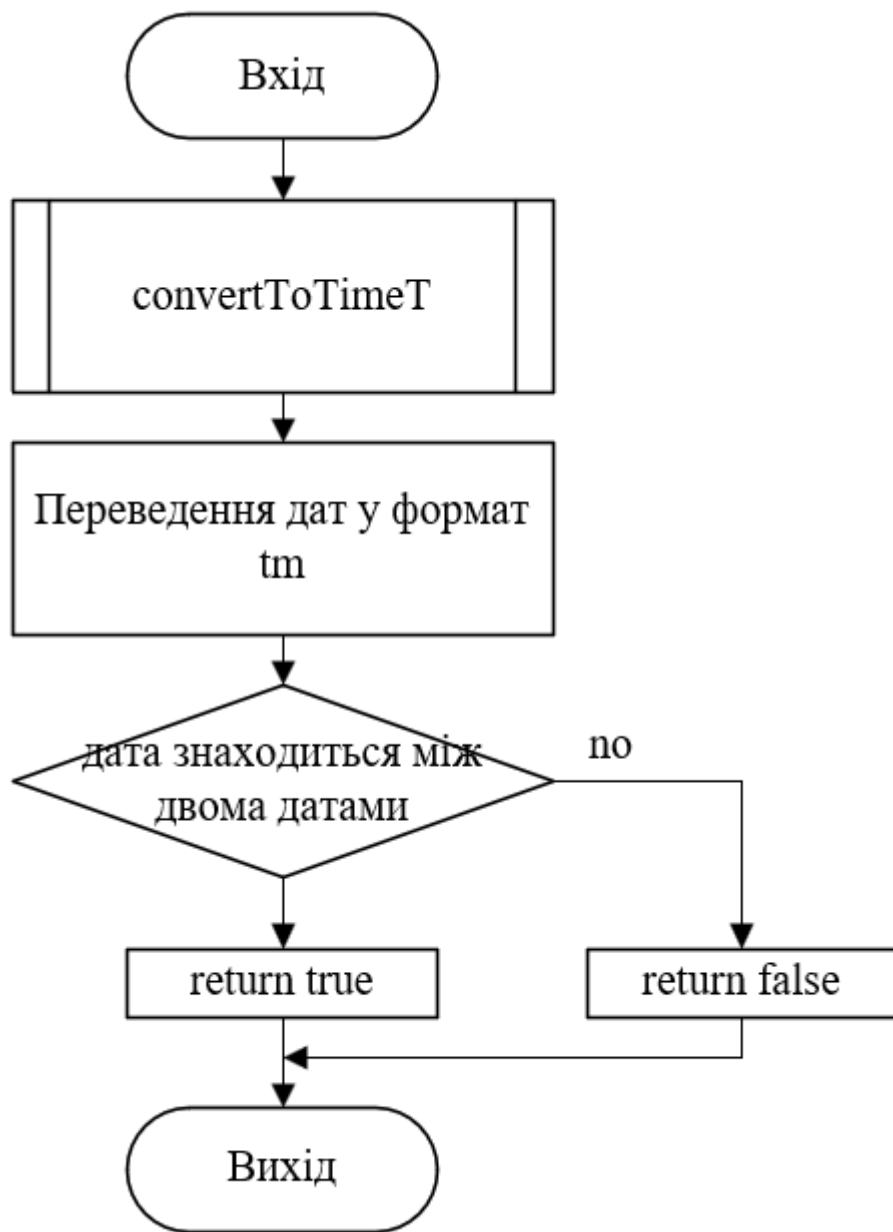 Вхід
convertToTimeT
Переведення дат у формат
tm
дата знаходиться між
двома датами
no
return true
return false
Вихід